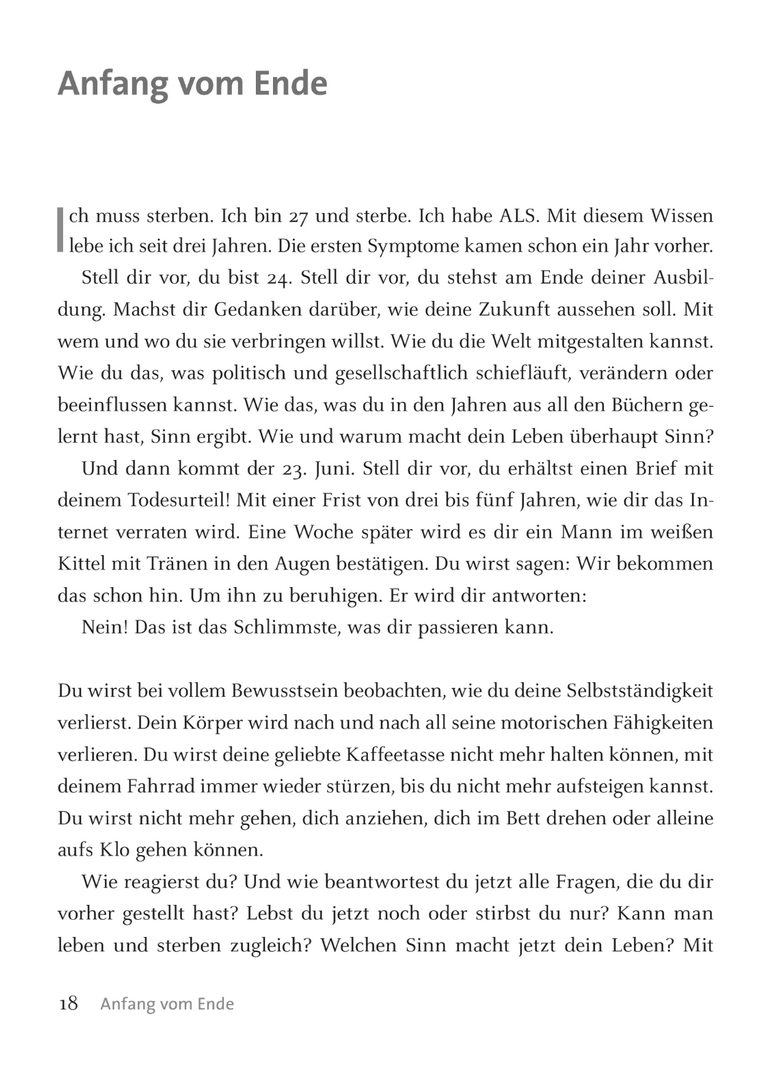 Anfang vom Ende
Ich muss sterben. Ich bin 27 und sterbe. Ich habe ALS. Mit diesem Wissen
lebe ich seit drei Jahren. Die ersten Symptome kamen schon ein Jahr vorher.
Stell dir vor, du bist 24. Stell dir vor, du stehst am Ende deiner Ausbil-
dung. Machst dir Gedanken darüber, wie deine Zukunft aussehen soll. Mit
wem und wo du sie verbringen willst. Wie du die Welt mitgestalten kannst.
Wie du das, was politisch und gesellschaftlich schiefläuft, verändern oder
beeinflussen kannst. Wie das, was du in den Jahren aus all den Büchern ge-
lernt hast, Sinn ergibt. Wie und warum macht dein Leben überhaupt Sinn?
Und dann kommt der 23. Juni. Stell dir vor, du erhältst einen Brief mit
deinem Todesurteil! Mit einer Frist von drei bis fünf Jahren, wie dir das In-
ternet verraten wird. Eine Woche später wird es dir ein Mann im weißen
Kittel mit Tränen in den Augen bestätigen. Du wirst sagen: Wir bekommen
das schon hin. Um ihn zu beruhigen. Er wird dir antworten:
Nein! Das ist das Schlimmste, was dir passieren kann.
Du wirst bei vollem Bewusstsein beobachten, wie du deine Selbstständigkeit
verlierst. Dein Körper wird nach und nach all seine motorischen Fähigkeiten
verlieren. Du wirst deine geliebte Kaffeetasse nicht mehr halten können, mit
deinem Fahrrad immer wieder stürzen, bis du nicht mehr aufsteigen kannst.
Du wirst nicht mehr gehen, dich anziehen, dich im Bett drehen oder alleine
aufs Klo gehen können.
Wie reagierst du? Und wie beantwortest du jetzt alle Fragen, die du dir
vorher gestellt hast? Lebst du jetzt noch oder stirbst du nur? Kann man
leben und sterben zugleich? Welchen Sinn macht jetzt dein Leben? Mit
18 Anfang vom Ende